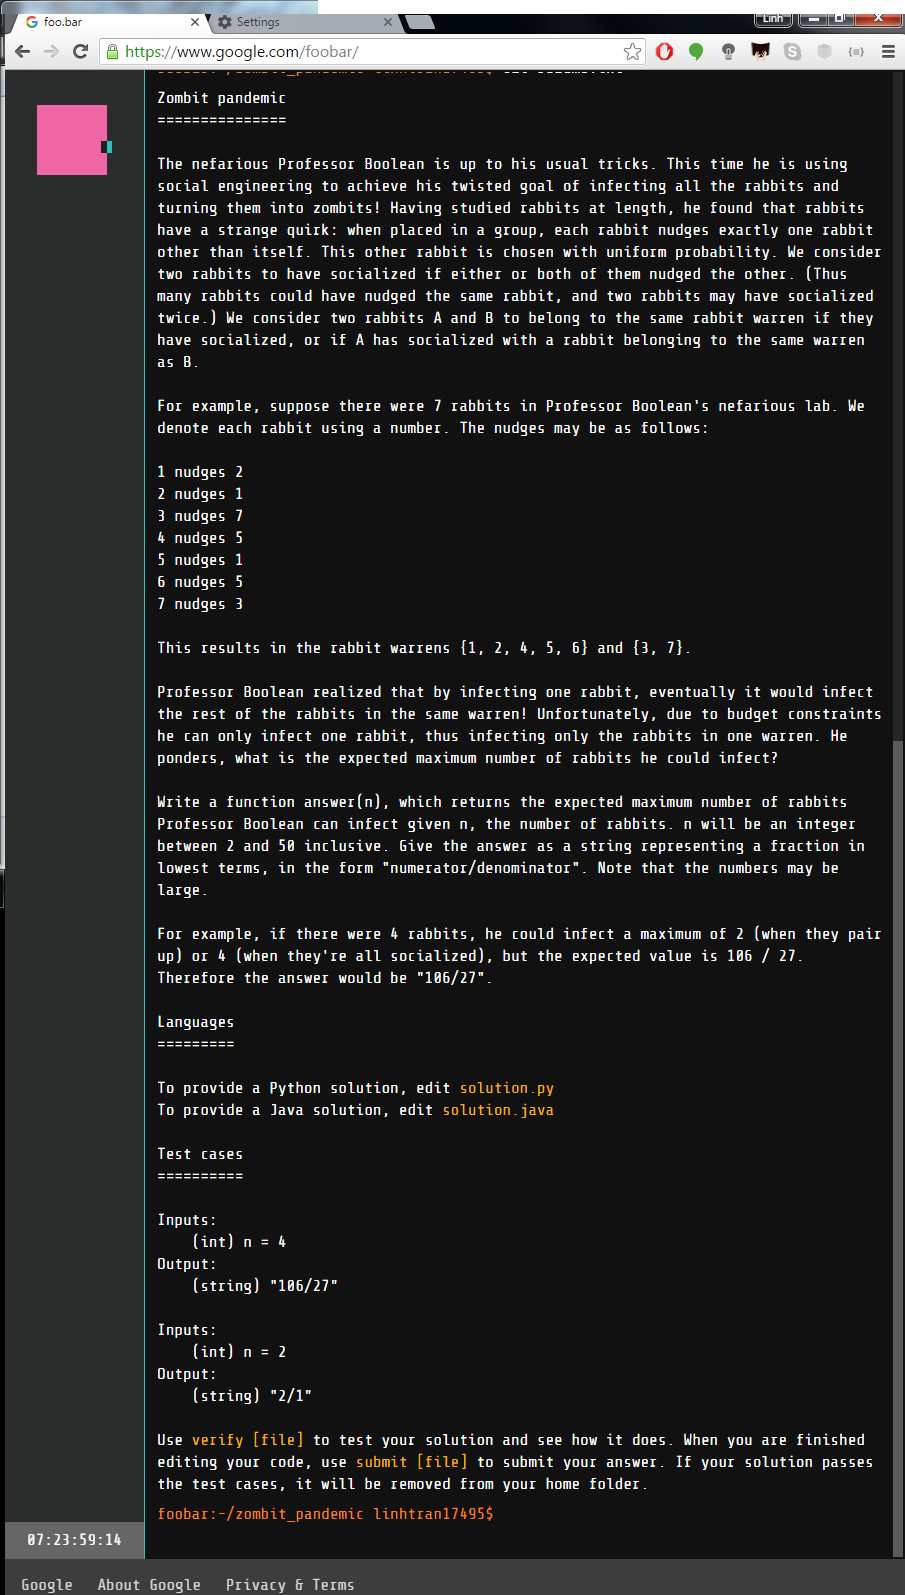 foo.bar
Settings
Linh
https://www.google.com/foobar/
Zombit pandemic
===============
The nefarious Professor Boolean is up to his usual tricks. This time he is using
social engineering to achieve his twisted goal of infecting all the rabbits and
turning them into zombits! Having studied rabbits at length, he found that rabbits
have a strange quirk: when placed in a group, each rabbit nudges exactly one rabbit
other than itself. This other rabbit is chosen with uniform probability. We consider
two rabbits to have socialized if either or both of them nudged the other. (Thus
many rabbits could have nudged the same rabbit, and two rabbits may have socialized
twice.) We consider two rabbits A and B to belong to the same rabbit warren if they
have socialized, or if A has socialized with a rabbit belonging to the same warren
as B.
For example, suppose there were 7 rabbits in Professor Boolean's nefarious lab. We
denote each rabbit using a number. The nudges may be as follows:
1 nudges 2
2 nudges 1
3 nudges 7
4 nudges 5
5 nudges 1
6 nudges 5
7 nudges 3
This results in the rabbit warrens {1, 2, 4, 5, 6} and {3, 7}.
Professor Boolean realized that by infecting one rabbit, eventually it would infect
the rest of the rabbits in the same warren! Unfortunately, due to budget constraints
he can only infect one rabbit, thus infecting only the rabbits in one warren. He
ponders, what is the expected maximum number of rabbits he could infect?
Write a function answer(n), which returns the expected maximum number of rabbits
Professor Boolean can infect given n, the number of rabbits. n will be an integer
between 2 and 50 inclusive. Give the answer as a string representing a fraction in
lowest terms, in the form "numerator/denominator". Note that the numbers may be
large.
For example, if there were 4 rabbits, he could infect a maximum of 2 (when they pair
up) or 4 (when they're all socialized), but the expected value is 106 / 27.
Therefore the answer would be "106/27".
Languages
=========
To provide a Python solution, edit solution.py
To provide a Java solution, edit solution.java
Test cases
==========
Inputs:
(int) n = 4
Output:
(string) "106/27"
Inputs:
(int) n = 2
Output:
(string) "2/1"
Use verify [file] to test your solution and see how it does. When you are finished
editing your code, use submit [file] to submit your answer. If your solution passes
the test cases, it will be removed from your home folder.
foobar:~/zombit_pandemic linhtran17495$
07:23:59:14
Google About Google Privacy & Terms